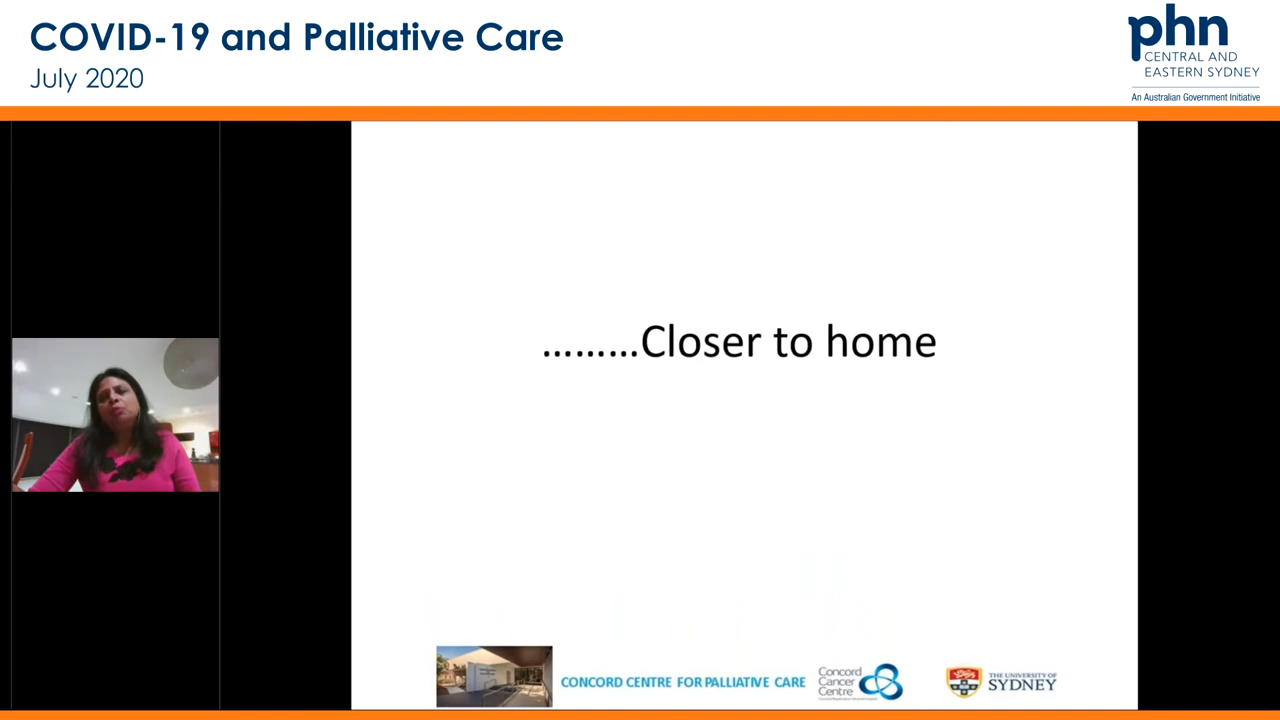 COVID-19 and Palliative Care
July 2020
phn
CENTRAL AND
EASTERN SYDNEY
An Australian Government Initiative
.........Closer to home
CONCORD CENTRE FOR PALLIATIVE CARE
Concord
Cancer
Centre
THE UNIVERSITY OF
SYDNEY